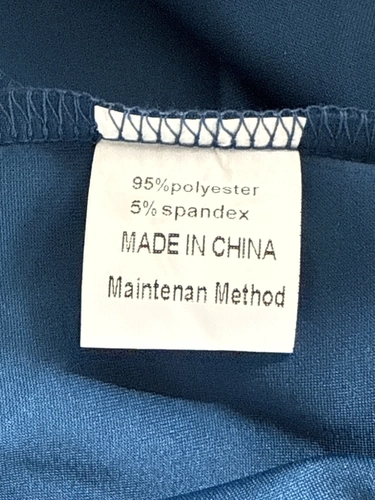 95%polyester
5% spandex
MADE IN CHINA
Maintenan Method